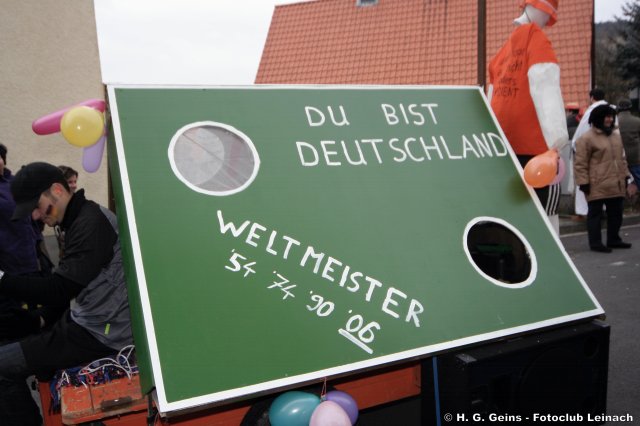 DU BIST
DEUTSCHLAND
WELTMEISTER
'54 '74 '90 '06
© H. G. Geins - Fotoclub Leinach